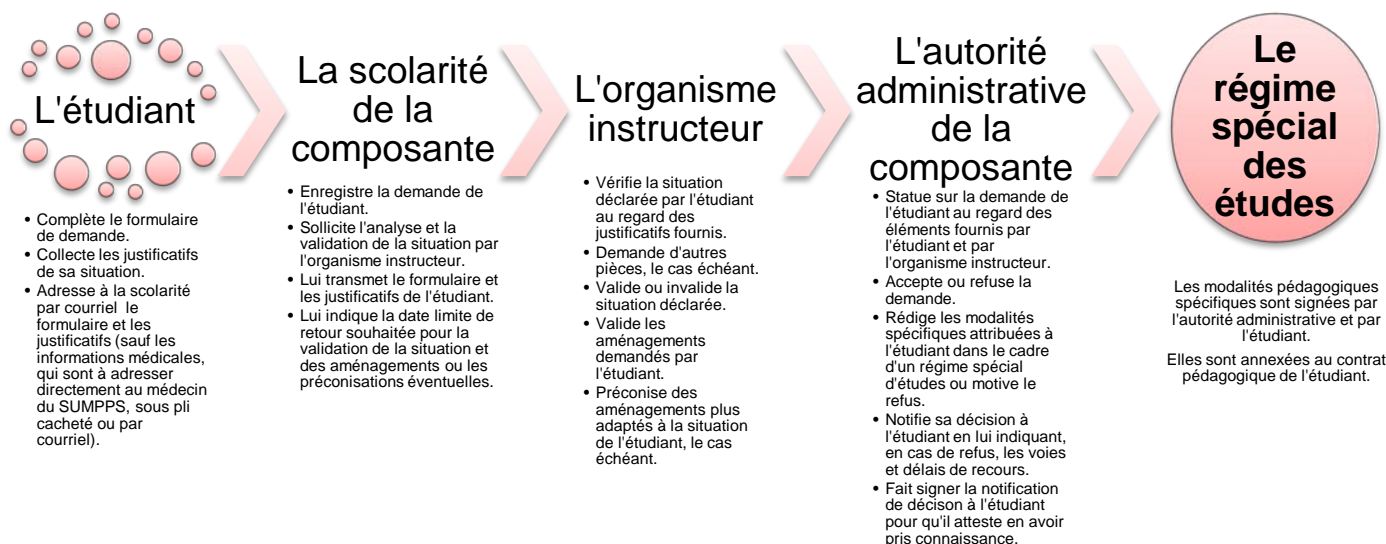 L'étudiant
• Complète le formulaire
de demande.
• Collecte les justificatifs
de sa situation.
• Adresse à la scolarité
par courriel le
formulaire et les
justificatifs (sauf les
informations médicales,
qui sont à adresser
directement au médecin
du SUMPPS, sous pli
cacheté ou par
courriel).
La scolarité
de la
composante
• Enregistre la demande de
l'étudiant.
• Sollicite l'analyse et la
validation de la situation par
l'organisme instructeur.
• Lui transmet le formulaire et
les justificatifs de l'étudiant.
• Lui indique la date limite de
retour souhaitée pour la
validation de la situation et
des aménagements ou les
préconisations éventuelles.
L'organisme
instructeur
• Vérifie la situation
déclarée par l'étudiant
au regard des
justificatifs fournis.
• Demande d'autres
pièces, le cas échéant.
• Valide ou invalide la
situation déclarée.
• Valide les
aménagements
demandés par
l'étudiant.
• Préconise des
aménagements plus
adaptés à la situation
de l'étudiant, le cas
échéant.
L'autorité
administrative
de la
composante
• Statue sur la demande de
l'étudiant au regard des
éléments fournis par
l'étudiant et par
l'organisme instructeur.
• Accepte ou refuse la
demande.
• Rédige les modalités
spécifiques attribuées à
l'étudiant dans le cadre
d'un régime spécial
d'études ou motive le
refus.
• Notifie sa décision à
l'étudiant en lui indiquant,
en cas de refus, les voies
et délais de recours.
• Fait signer la notification
de décison à l'étudiant
pour qu'il atteste en avoir
pris connaissance.
Le
régime
spécial
des
études
Les modalités pédagogiques
spécifiques sont signées par
l'autorité administrative et par
l'étudiant.
Elles sont annexées au contrat
pédagogique de l'étudiant.